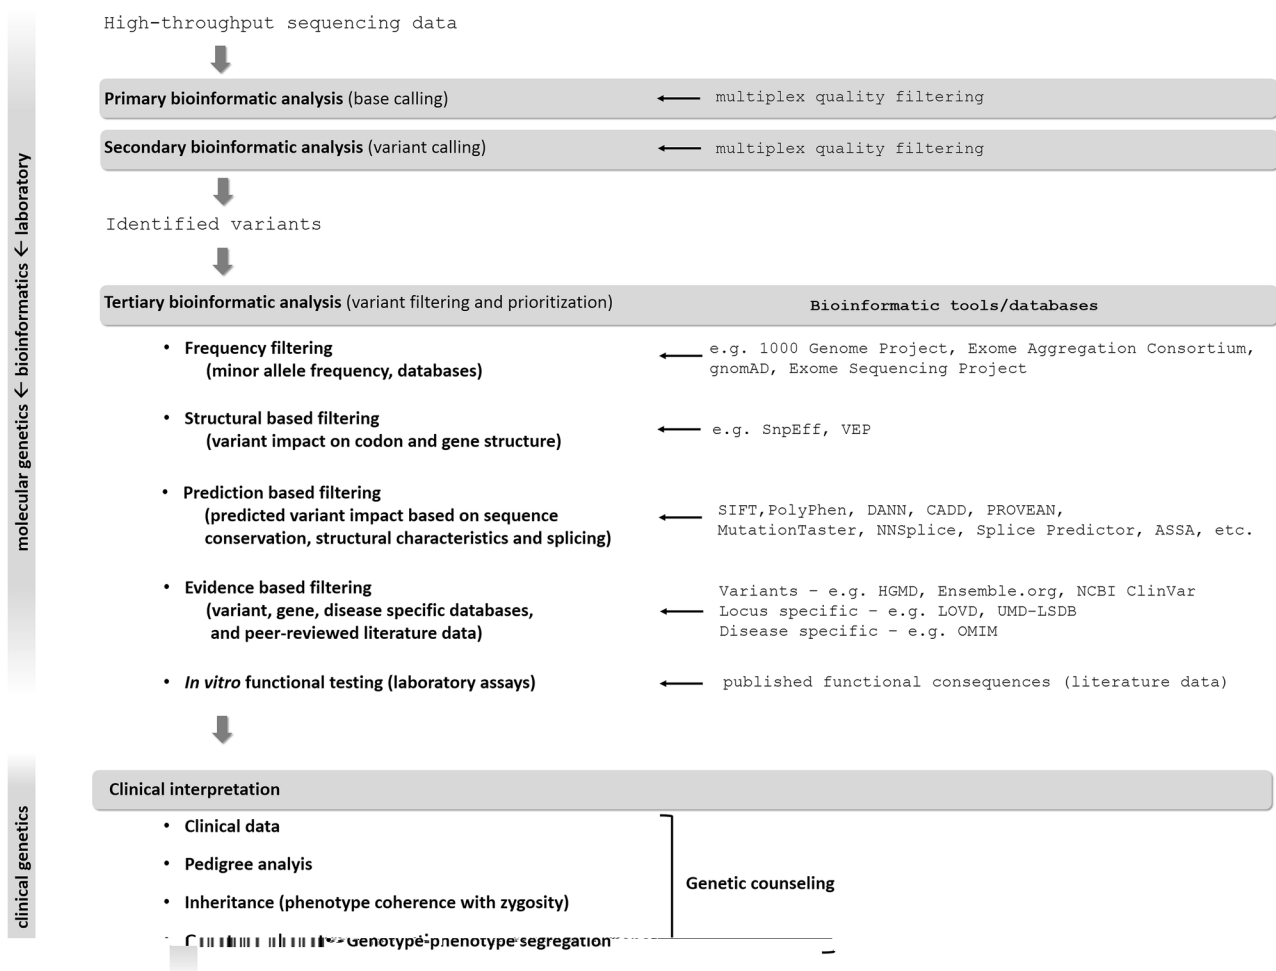 High-throughput sequencing data
Primary bioinformatic analysis (base calling)
multiplex quality filtering
Secondary bioinformatic analysis (variant calling)
multiplex quality filtering
Identified variants
Tertiary bioinformatic analysis (variant filtering and prioritization)
Bioinformatic tools/databases
• Frequency filtering
(minor allele frequency, databases)
e.g. 1000 Genome Project, Exome Aggregation Consortium,
gnomAD, Exome Sequencing Project
• Structural based filtering
(variant impact on codon and gene structure)
e.g. SnpEff, VEP
• Prediction based filtering
(predicted variant impact based on sequence
conservation, structural characteristics and splicing)
SIFT,PolyPhen, DANN, CADD, PROVEAN,
MutationTaster, NNSplice, Splice Predictor, ASSA, etc.
• Evidence based filtering
(variant, gene, disease specific databases,
and peer-reviewed literature data)
Variants – e.g. HGMD, Ensemble.org, NCBI ClinVar
Locus specific – e.g. LOVD, UMD-LSDB
Disease specific – e.g. OMIM
• In vitro functional testing (laboratory assays)
published functional consequences (literature data)
molecular genetics ← bioinformatics ← laboratory
Clinical interpretation
• Clinical data
• Pedigree analyis
• Inheritance (phenotype coherence with zygosity)
Genotype-phenotype segregation
Genetic counseling
clinical genetics